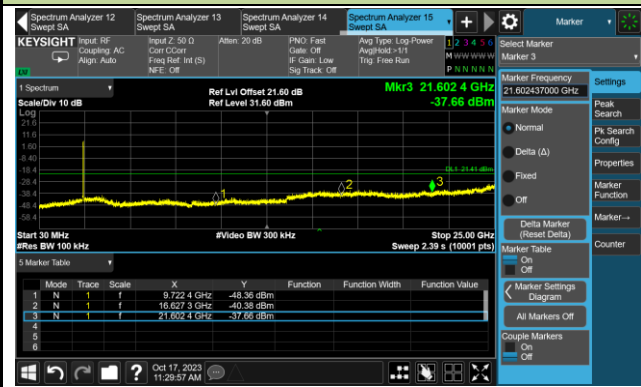 Spectrum Analyzer 12
Swept SA
Spectrum Analyzer 13
Swept SA
Spectrum Analyzer 14
Swept SA
Spectrum Analyzer 15
Swept SA
Marker
KEYSIGHT
Input: RF
Coupling: AC
Align: Auto
Input Z: 50 Ω
Corr CCorr
Freq Ref: Int (S)
NFE: Off
Atten: 20 dB
PNO: Fast
Gate: Off
IF Gain: Low
Sig Track: Off
Avg Type: Log-Power
Avg|Hold:>1/1
Trig: Free Run
1 2 3 4 5 6
M W W W W W
P N N N N N
Select Marker
Marker 3
1 Spectrum
Scale/Div 10 dB
Log
Ref Lvl Offset 21.60 dB
Ref Level 31.60 dBm
Mkr3 21.602 4 GHz
-37.66 dBm
21.6
11.6
1.60
-8.40
-18.4
-28.4
-38.4
-48.4
-58.4
DL1 -21.41 dBm
1
2
3
Start 30 MHz
#Res BW 100 kHz
#Video BW 300 kHz
Stop 25.00 GHz
Sweep 2.39 s (10001 pts)
5 Marker Table
Mode Trace Scale X Y Function Function Width Function Value
1 N 1 f 9.722 4 GHz -48.36 dBm
2 N 1 f 16.627 3 GHz -40.38 dBm
3 N 1 f 21.602 4 GHz -37.66 dBm
4
5
6
Marker Frequency
21.602437000 GHz
Marker Mode
Normal
Delta (Δ)
Fixed
Off
Delta Marker
(Reset Delta)
Marker Table
On
Off
Marker Settings
Diagram
All Markers Off
Couple Markers
On
Off
Settings
Peak
Search
Pk Search
Config
Properties
Marker
Function
Marker→
Counter
Oct 17, 2023
11:29:57 AM